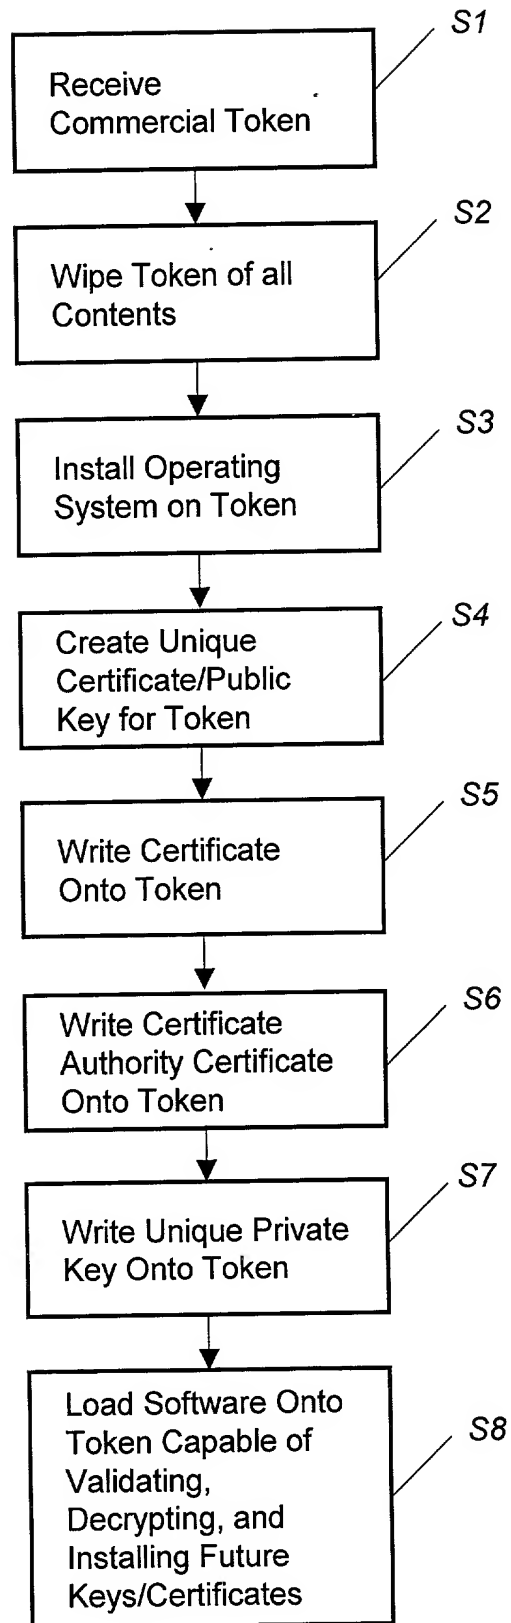 S1
Receive
Commercial Token
S2
Wipe Token of all
Contents
S3
Install Operating
System on Token
S4
Create Unique
Certificate/Public
Key for Token
S5
Write Certificate
Onto Token
S6
Write Certificate
Authority Certificate
Onto Token
S7
Write Unique Private
Key Onto Token
S8
Load Software Onto
Token Capable of
Validating,
Decrypting, and
Installing Future
Keys/Certificates